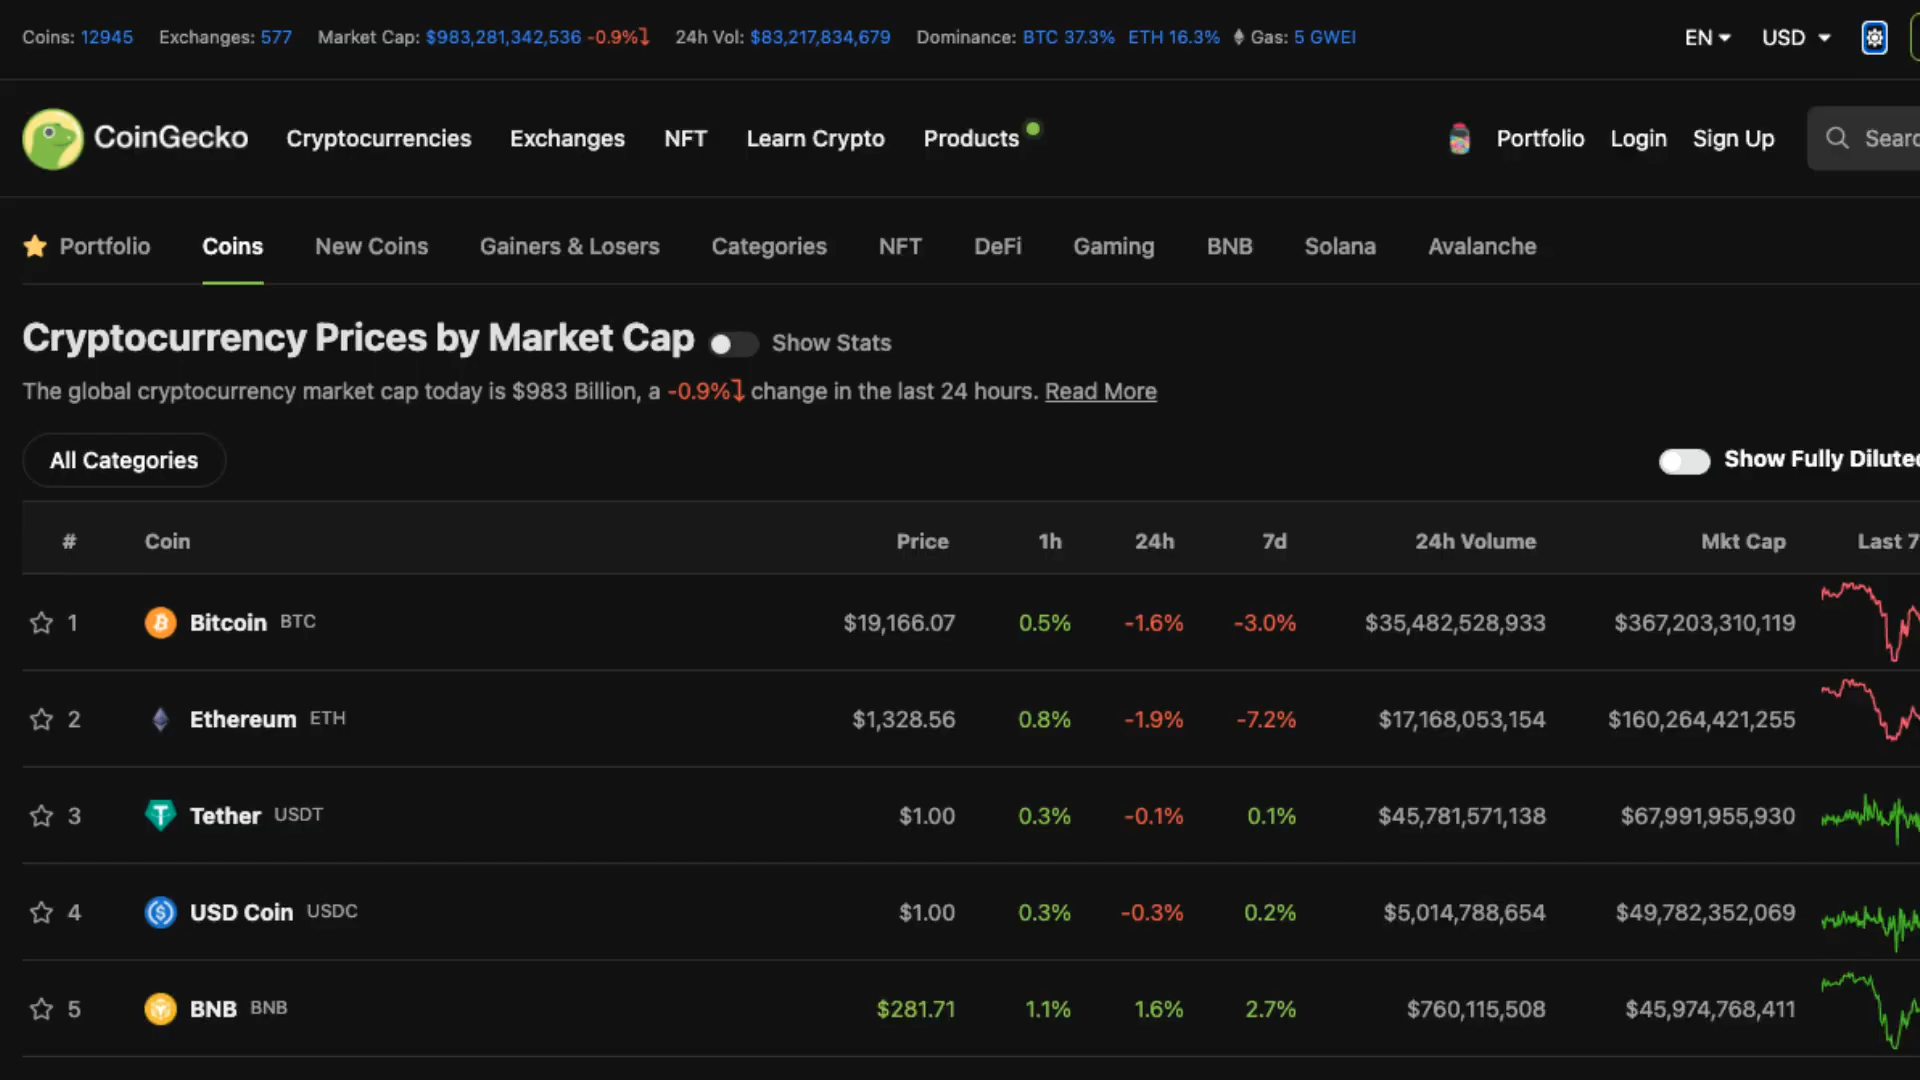 Coins: 12945 Exchanges: 577 Market Cap: $983,281,342,536 -0.9% 24h Vol: $83,217,834,679 Dominance: BTC 37.3% ETH 16.3% Gas: 5 GWEI EN USD
CoinGecko Cryptocurrencies Exchanges NFT Learn Crypto Products Portfolio Login Sign Up Searc
Portfolio Coins New Coins Gainers & Losers Categories NFT DeFi Gaming BNB Solana Avalanche
Cryptocurrency Prices by Market Cap Show Stats
The global cryptocurrency market cap today is $983 Billion, a -0.9% change in the last 24 hours. Read More
All Categories Show Fully Diluted
# Coin Price 1h 24h 7d 24h Volume Mkt Cap Last 7
1 Bitcoin BTC $19,166.07 0.5% -1.6% -3.0% $35,482,528,933 $367,203,310,119
2 Ethereum ETH $1,328.56 0.8% -1.9% -7.2% $17,168,053,154 $160,264,421,255
3 Tether USDT $1.00 0.3% -0.1% 0.1% $45,781,571,138 $67,991,955,930
4 USD Coin USDC $1.00 0.3% -0.3% 0.2% $5,014,788,654 $49,782,352,069
5 BNB BNB $281.71 1.1% 1.6% 2.7% $760,115,508 $45,974,768,411